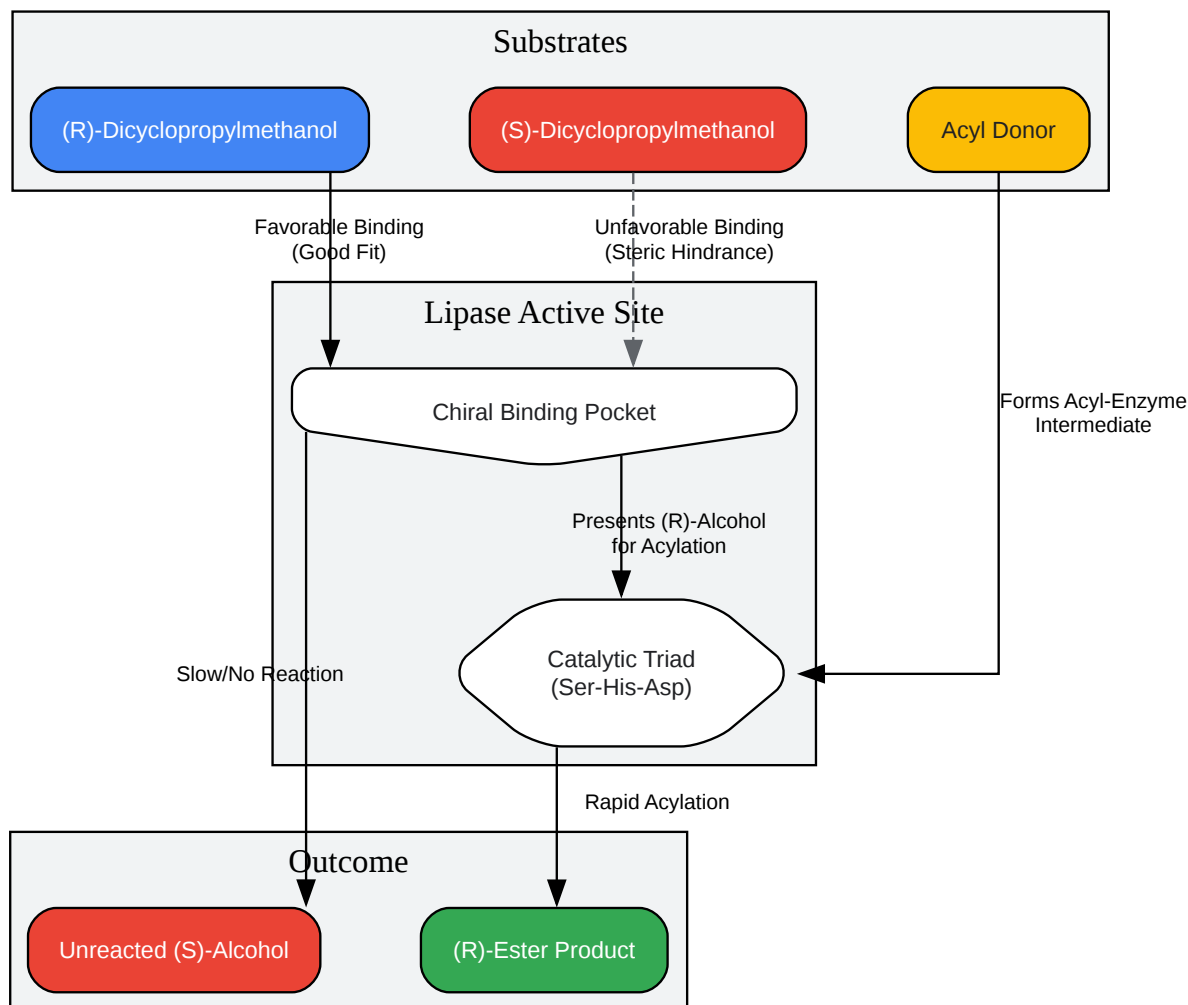 Substrates
(R)-Dicyclopropylmethanol
(S)-Dicyclopropylmethanol
Acyl Donor
Favorable Binding
(Good Fit)
Unfavorable Binding
(Steric Hindrance)
Lipase Active Site
Chiral Binding Pocket
Forms Acyl-Enzyme
Intermediate
Presents (R)-Alcohol
for Acylation
Catalytic Triad
(Ser-His-Asp)
Slow/No Reaction
Rapid Acylation
Outcome
Unreacted (S)-Alcohol
(R)-Ester Product